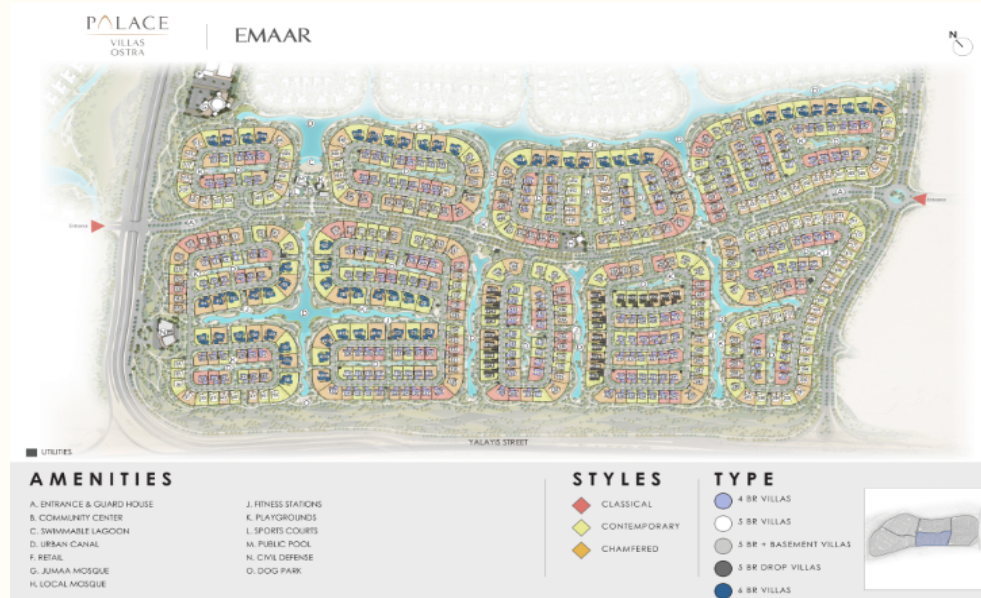 PALACE
VILLAS
OSTRA
EMAAR
N
Entrance
Entrance
YALAYIS STREET
UTILITIES
AMENITIES
A. ENTRANCE & GUARD HOUSE
B. COMMUNITY CENTER
C. SWIMMABLE LAGOON
D. URBAN CANAL
F. RETAIL
G. JUMAA MOSQUE
H. LOCAL MOSQUE
J. FITNESS STATIONS
K. PLAYGROUNDS
L. SPORTS COURTS
M. PUBLIC POOL
N. CIVIL DEFENSE
O. DOG PARK
STYLES
CLASSICAL
CONTEMPORARY
CHAMFERED
TYPE
4 BR VILLAS
5 BR VILLAS
5 BR + BASEMENT VILLAS
5 BR DROP VILLAS
6 BR VILLAS